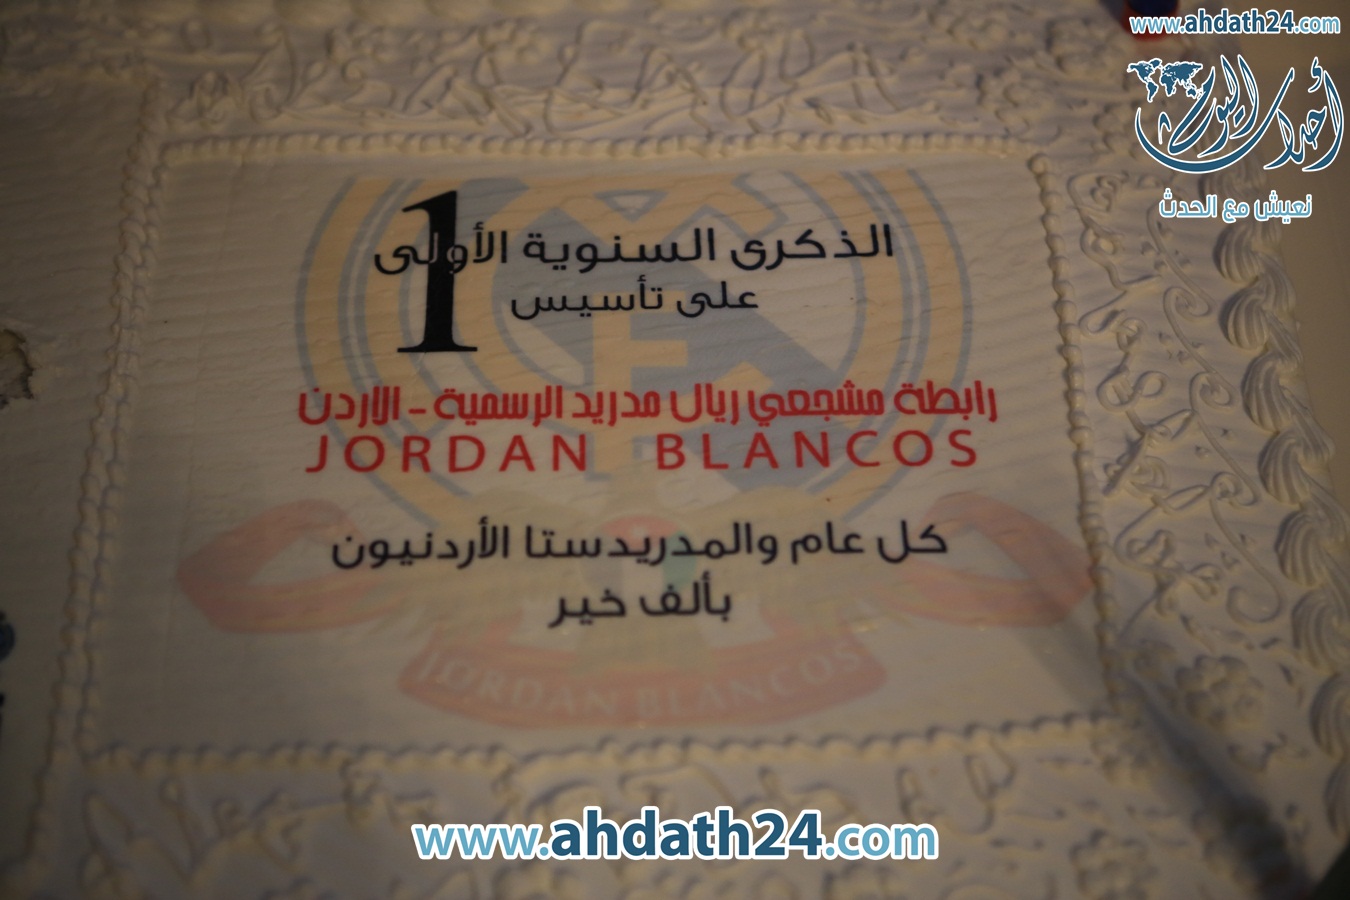 www.ahdath24.com
أحداث اليوم
نعيش مع الحدث
1
الذكرى السنوية الأولى
على تأسيس
رابطة مشجعي ريال مدريد الرسمية - الاردن
JORDAN BLANCOS
كل عام والمدريدستا الأردنيون
بألف خير
JORDAN BLANCOS
www.ahdath24.com